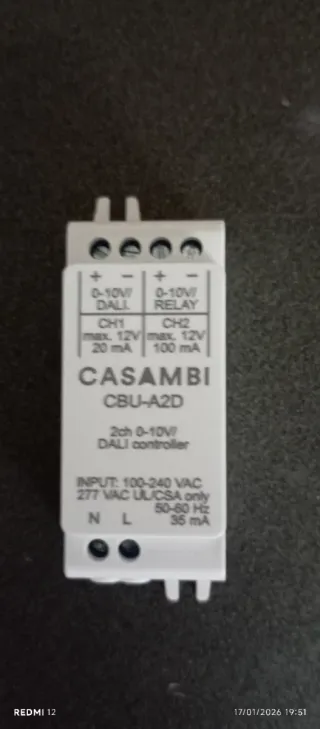 + − + −
0-10V/ 0-10V/
DALI RELAY
CH1 CH2
max. 12V max. 12V
20 mA 100 mA
CASAMBI
CBU-A2D
2ch 0-10V/
DALI controller
INPUT: 100-240 VAC
277 VAC UL/CSA only
50-60 Hz
N L 35 mA
REDMI 12 17/01/2026 19:51